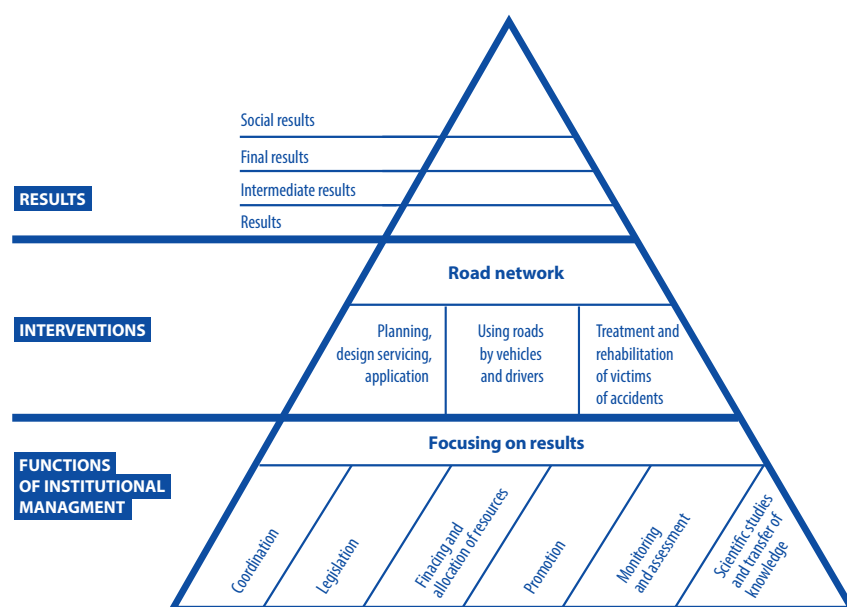 Social results
Final results
Intermediate results
RESULTS
Results
Road network
INTERVENTIONS
Planning,
design servicing,
application
Using roads
by vehicles
and drivers
Treatment and
rehabilitation
of victims
of accidents
Focusing on results
FUNCTIONS
OF INSTITUTIONAL
MANAGMENT
Coordination
Legislation
Finacing and
allocation of resources
Promotion
Monitoring
and assessment
Scientific studies
and transfer of
knowledge